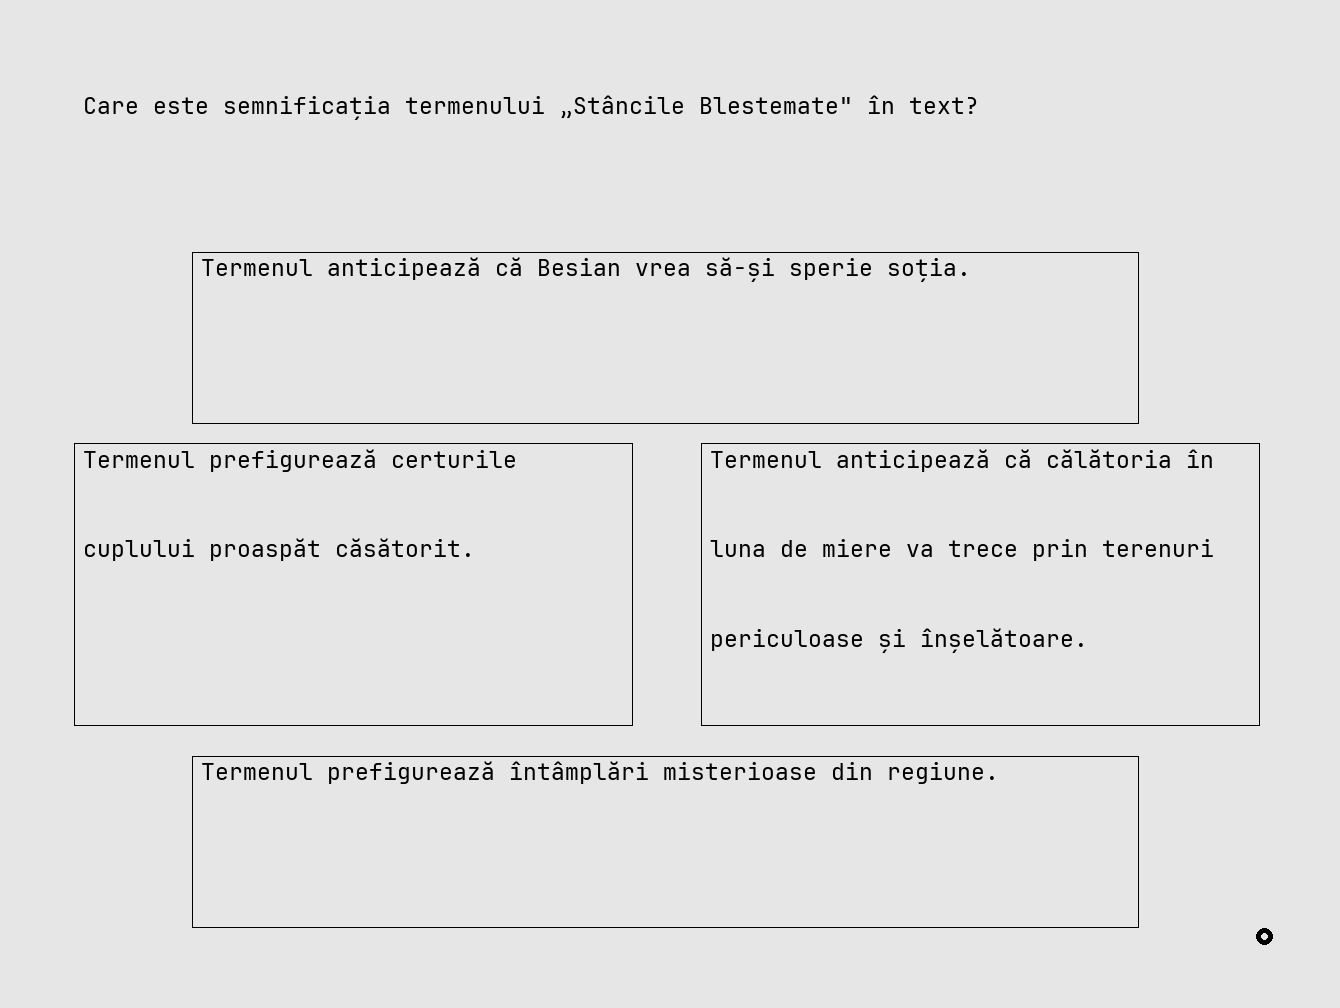 Care este semnificația termenului „Stâncile Blestemate" în text?
Termenul anticipează că Besian vrea să-și sperie soția.
Termenul prefigurează certurile
cuplului proaspăt căsătorit.
Termenul anticipează că călătoria în
luna de miere va trece prin terenuri
periculoase și înșelătoare.
Termenul prefigurează întâmplări misterioase din regiune.